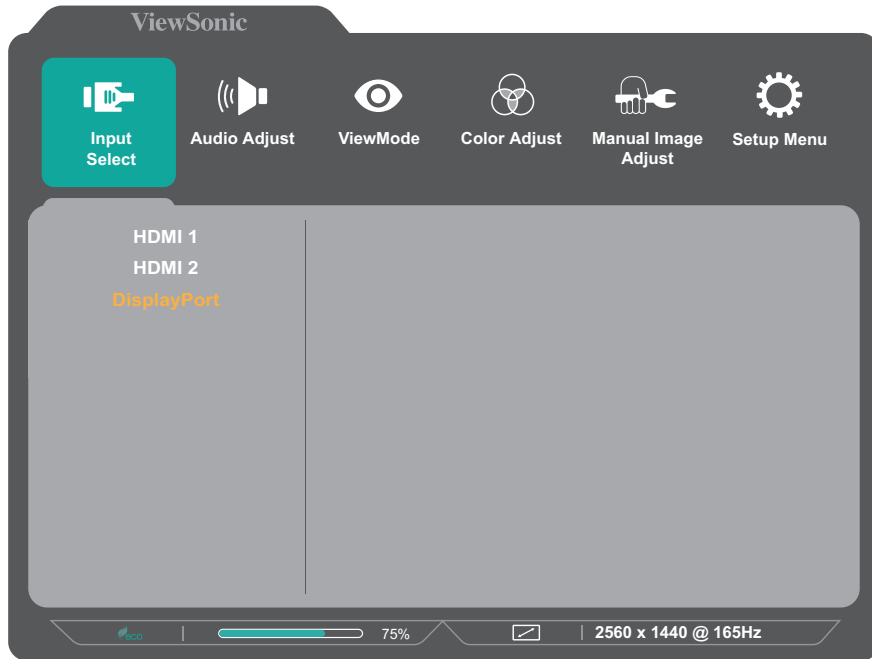 ViewSonic
Input
Select
Audio Adjust
ViewMode
Color Adjust
Manual Image
Adjust
Setup Menu
HDMI 1
HDMI 2
DisplayPort
eco
75%
2560 x 1440 @ 165Hz